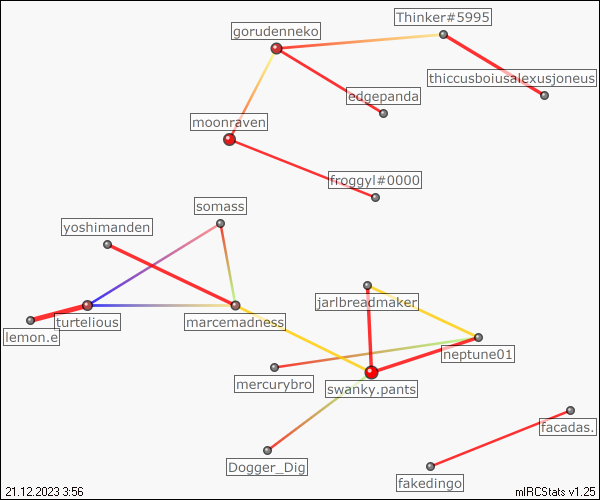 Thinker#5995
gorudenneko
thiccusboiusalexusjoneus
edgepanda
moonraven
froggyl#0000
somass
yoshimanden
jarlbreadmaker
turtelious
marcemadness
lemon.e
neptune01
mercurybro
swanky.pants
facadas.
Dogger_Dig
fakedingo
21.12.2023 3:56
mIRCStats v1.25